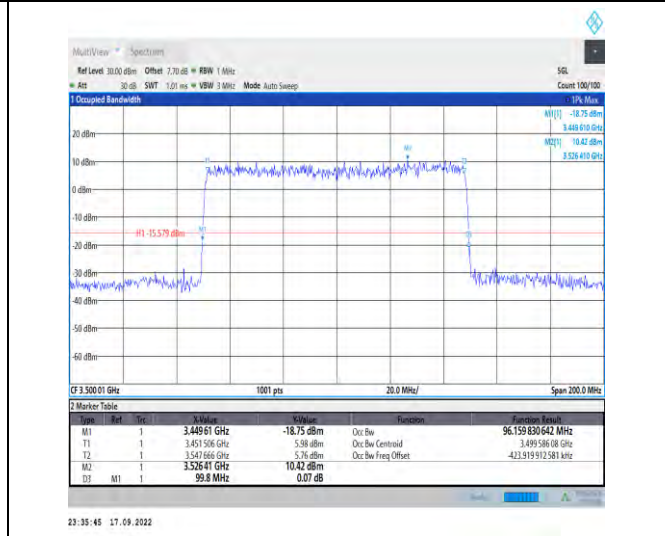 MultiView Spectrum
Ref Level 30.00 dBm Offset 7.70 dB RBW 1 MHz SGL
Att 30 dB SWT 1.01 ms VBW 3 MHz Mode Auto Sweep Count 100/100
1 Occupied Bandwidth 1Pk Max
M1[1] -18.75 dBm
3.449 610 GHz
M2[1] 10.42 dBm
3.526 410 GHz
20 dBm
M2
10 dBm
0 dBm
-10 dBm
H1 -15.579 dBm
M1
-20 dBm
-30 dBm
-40 dBm
-50 dBm
-60 dBm
CF 3.500 01 GHz 1001 pts 20.0 MHz/ Span 200.0 MHz
2 Marker Table
Type Ref Trc X-Value Y-Value Function Function Result
M1 1 3.449 61 GHz -18.75 dBm Occ Bw 96.159 830 642 MHz
T1 1 3.451 506 GHz 5.98 dBm Occ Bw Centroid 3.499 586 08 GHz
T2 1 3.547 666 GHz 5.76 dBm Occ Bw Freq Offset -423.919 912 581 kHz
M2 1 3.526 41 GHz 10.42 dBm
D3 M1 1 99.8 MHz 0.07 dB
23:35:45 17.09.2022